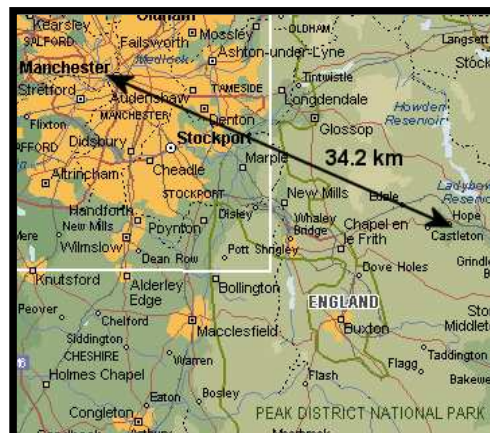 Kearsley
Oldham
OLDHAM
SALFORD
Failsworth
Mossley
Langsett
Ashton-under-Lyne
Medlock
Manchester
Tintwistle
Stretford
Audenshaw
TAMESIDE
Longdendale
Howden
Reservoir
MANCHESTER
Denton
Flixton
Glossop
Stockport
Didsbury
34.2 km
Cheadle
Marple
Altrincham
STOCKPORT
New Mills
Edale
Hope
Handforth
Disley
Castleton
New Mills
Poynton
Whaley
Bridge
Chapel en
le Frith
Wilmslow
Dean Row
Pott Shrigley
Dove Holes
Knutsford
Alderley
Edge
Bollington
ENGLAND
Peover
Chelford
Macclesfield
Buxton
Middleton
Siddington
CHESHIRE
Warren
Taddington
Holmes Chapel
Flagg
Flash
Eaton
Bosley
Congleton
PEAK DISTRICT NATIONAL PARK